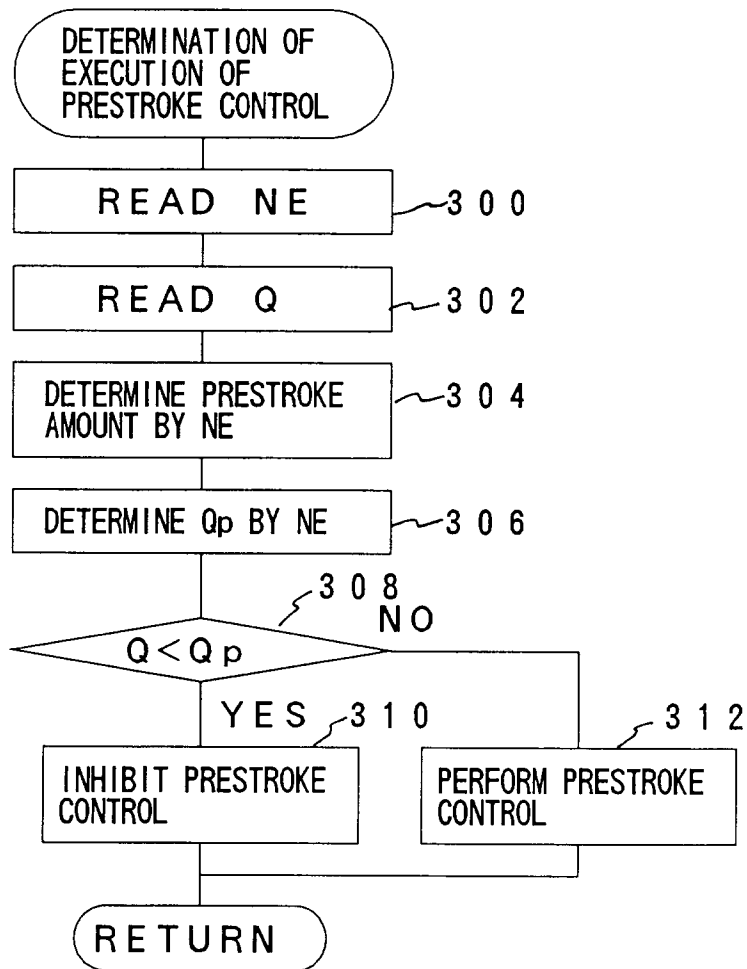 DETERMINATION OF
EXECUTION OF
PRESTROKE CONTROL
READ NE
300
READ Q
302
DETERMINE PRESTROKE
AMOUNT BY NE
304
DETERMINE Qp BY NE
306
308
NO
Q<Qp
YES
310
312
INHIBIT PRESTROKE
CONTROL
PERFORM PRESTROKE
CONTROL
RETURN